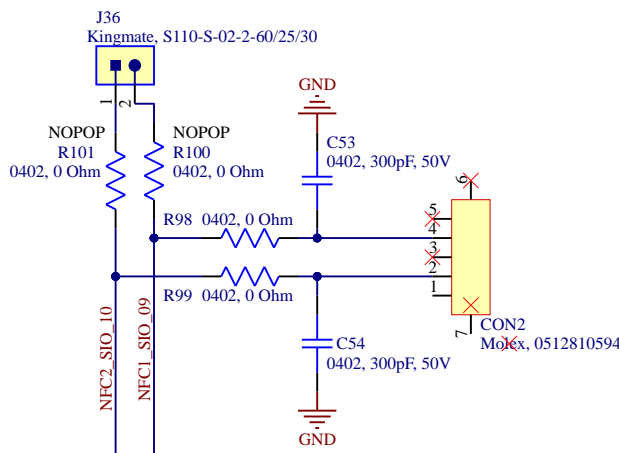 J36
Kingmate, S110-S-02-2-60/25/30
1
2
GND
NOPOP
R101
0402, 0 Ohm
NOPOP
R100
0402, 0 Ohm
C53
0402, 300pF, 50V
R98 0402, 0 Ohm
R99 0402, 0 Ohm
6
5
4
3
2
1
7
CON2
Molex, 0512810594
C54
0402, 300pF, 50V
GND
NFC2_SIO_10
NFC1_SIO_09